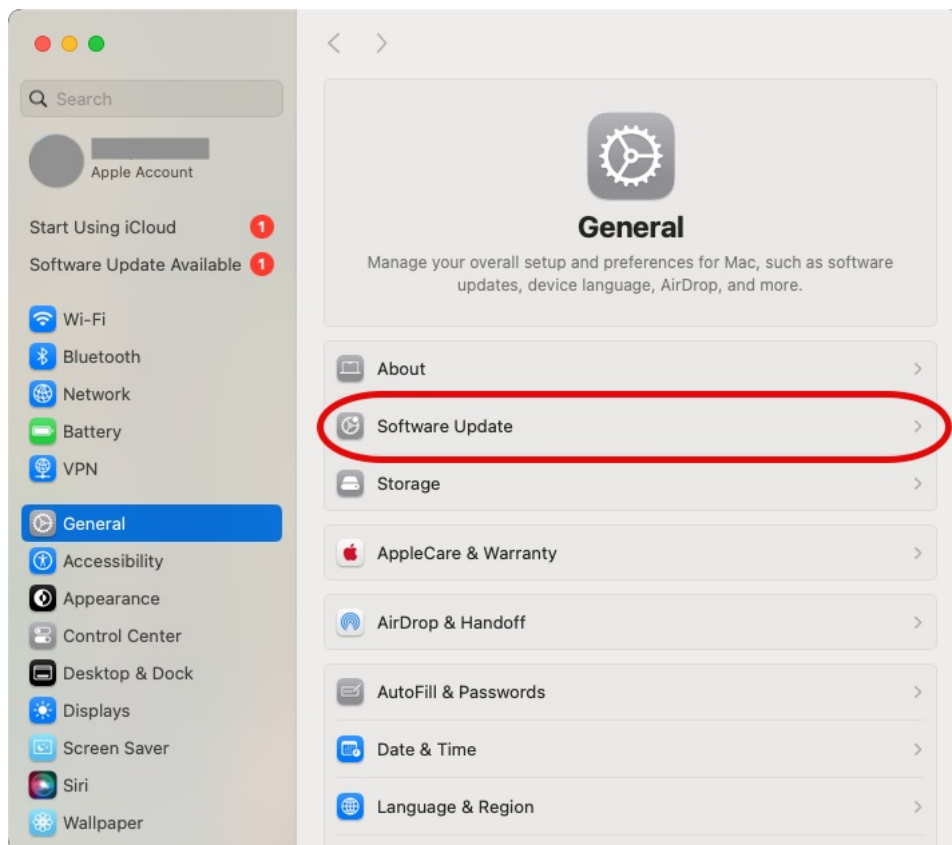 Search
Apple Account
Start Using iCloud 1
Software Update Available 1
Wi-Fi
Bluetooth
Network
Battery
VPN
General
Accessibility
Appearance
Control Center
Desktop & Dock
Displays
Screen Saver
Siri
Wallpaper
General
Manage your overall setup and preferences for Mac, such as software
updates, device language, AirDrop, and more.
About
Software Update
Storage
AppleCare & Warranty
AirDrop & Handoff
AutoFill & Passwords
Date & Time
Language & Region